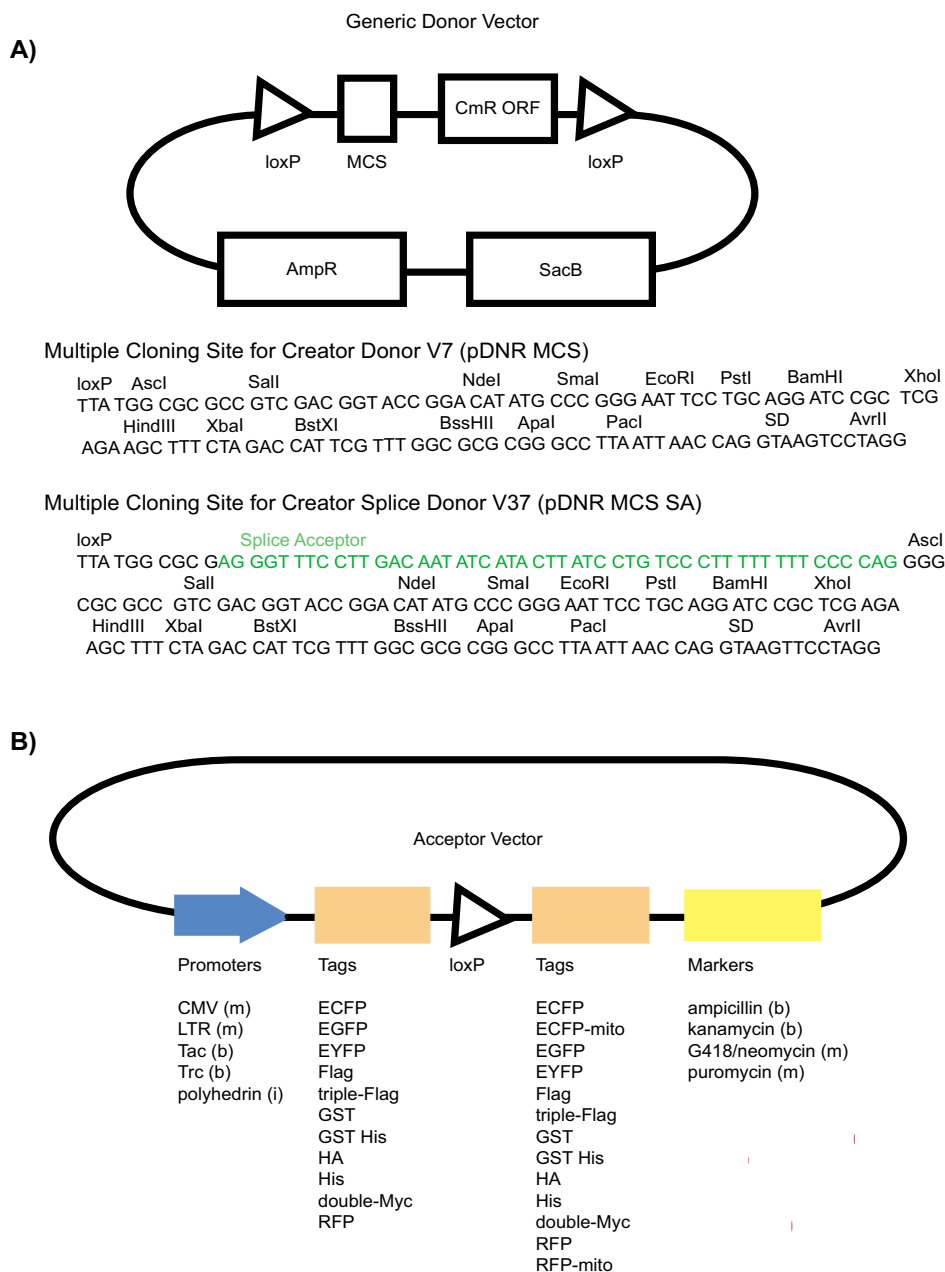 Generic Donor Vector
A)
CmR ORF
loxP
MCS
loxP
AmpR
SacB
Multiple Cloning Site for Creator Donor V7 (pDNR MCS)
loxP AscI SalI NdeI SmaI EcoRI PstI BamHI XhoI
TTA TGG CGC GCC GTC GAC GGT ACC GGA CAT ATG CCC GGG AAT TCC TGC AGG ATC CGC TCG
HindIII XbaI BstXI BssHII ApaI PacI SD AvrII
AGA AGC TTT CTA GAC CAT TCG TTT GGC GCG CGG GCC TTA ATT AAC CAG GTAAGTCCTAGG
Multiple Cloning Site for Creator Splice Donor V37 (pDNR MCS SA)
loxP Splice Acceptor AscI
TTA TGG CGC GAG GGT TTC CTT GAC AAT ATC ATA CTT ATC CTG TCC CTT TTT TTT CCC CAG GGG
SalI NdeI SmaI EcoRI PstI BamHI XhoI
CGC GCC GTC GAC GGT ACC GGA CAT ATG CCC GGG AAT TCC TGC AGG ATC CGC TCG AGA
HindIII XbaI BstXI BssHII ApaI PacI SD AvrII
AGC TTT CTA GAC CAT TCG TTT GGC GCG CGG GCC TTA ATT AAC CAG GTAAGTTCCTAGG
B)
Acceptor Vector
Promoters
CMV (m)
LTR (m)
Tac (b)
Trc (b)
polyhedrin (i)
Tags
ECFP
EGFP
EYFP
Flag
triple-Flag
GST
GST His
HA
His
double-Myc
RFP
loxP
Tags
ECFP
ECFP-mito
EGFP
EYFP
Flag
triple-Flag
GST
GST His
HA
His
double-Myc
RFP
RFP-mito
Markers
ampicillin (b)
kanamycin (b)
G418/neomycin (m)
puromycin (m)